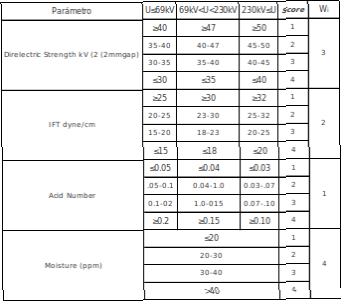 Parámetro U≤69kV 69kV<U<230kV 230kV≤U score Wi
Direlectric Strength kV (2 (2mmgap) 3
≥40 ≥47 ≥50 1
35-40 40-47 45-50 2
30-35 35-40 40-45 3
≤30 ≤35 ≤40 4
IFT dyne/cm 2
≥25 ≥30 ≥32 1
20-25 23-30 25-32 2
15-20 18-23 20-25 3
≤15 ≤18 ≤20 4
Acid Number 1
≤0.05 ≤0.04 ≤0.03 1
.05-0.1 0.04-1.0 0.03-.07 2
0.1-02 1.0-015 0.07-.10 3
≥0.2 ≥0.15 ≥0.10 4
Moisture (ppm) 4
≤20 1
20-30 2
30-40 3
>40 4